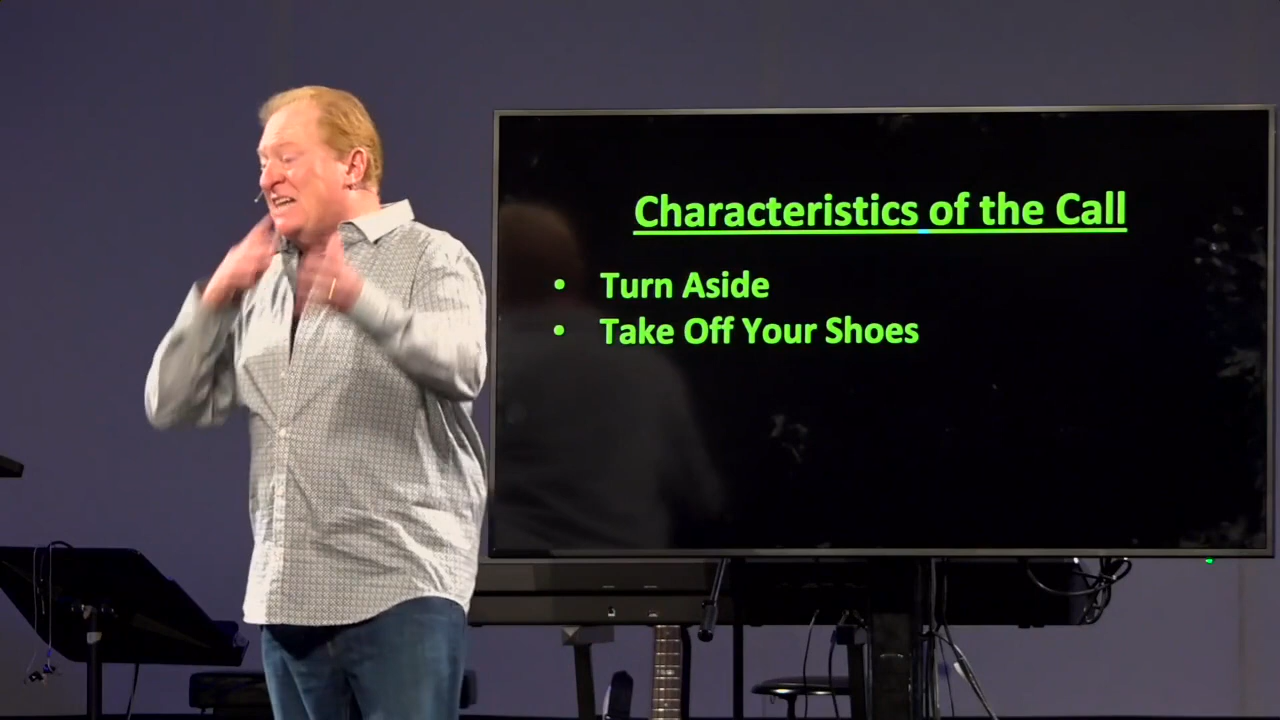 Characteristics of the Call
• Turn Aside
• Take Off Your Shoes